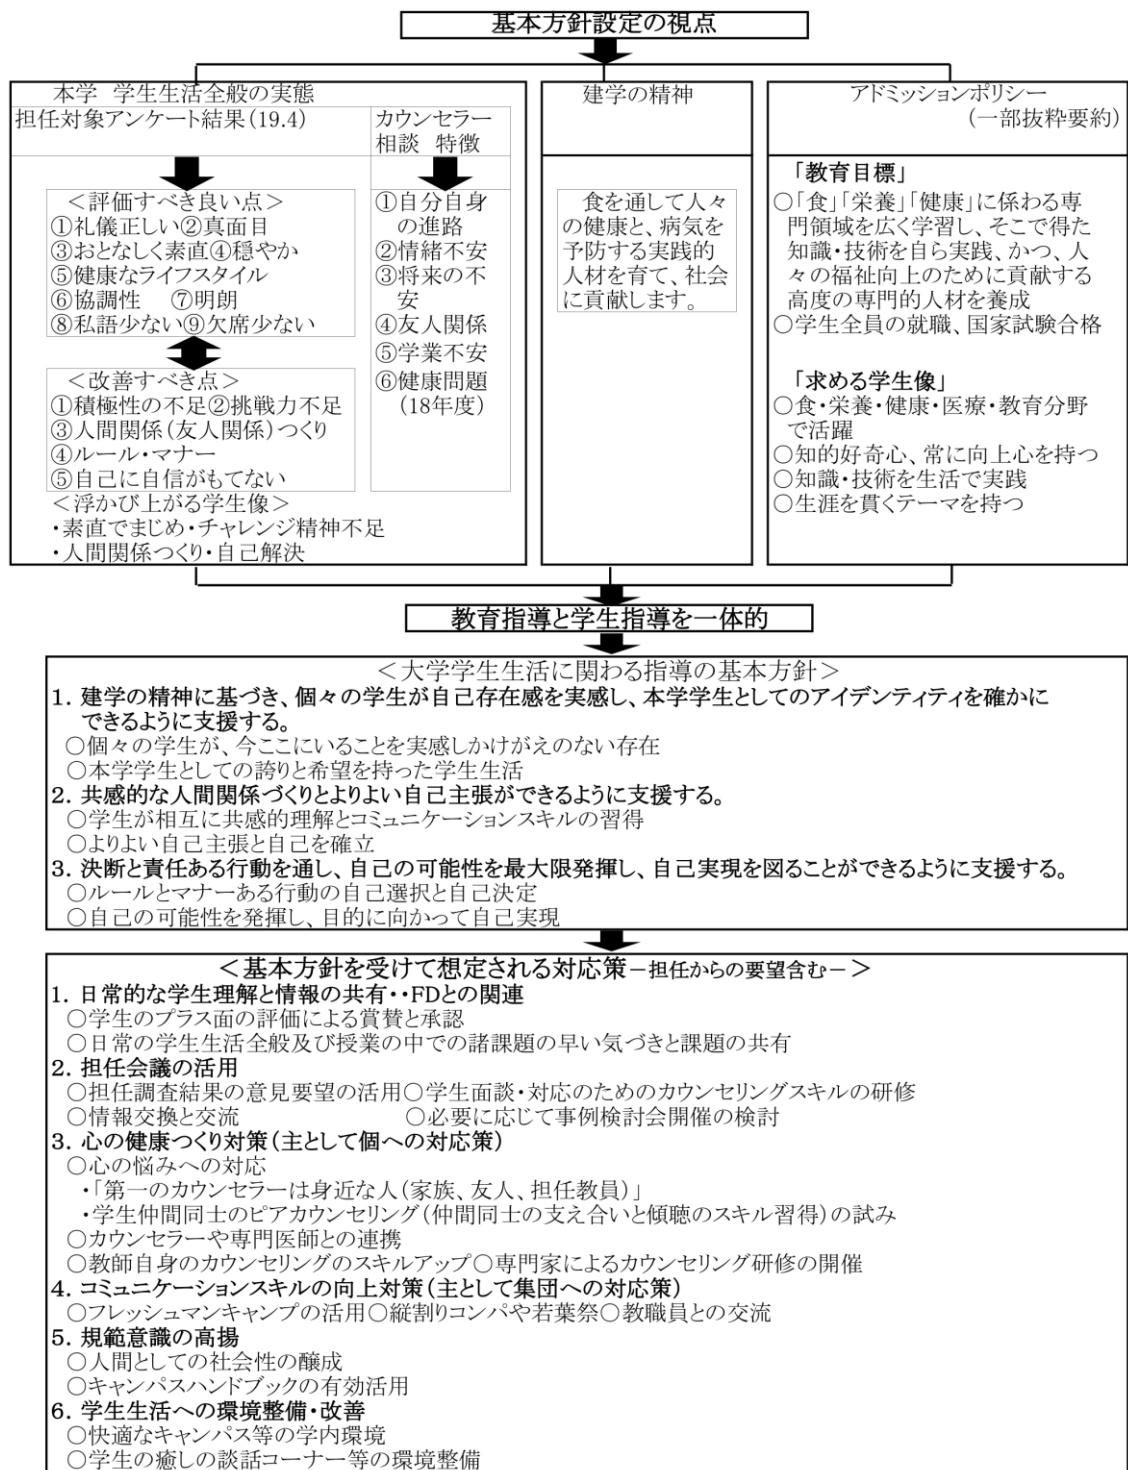 基本方針設定の視点
本学 学生生活全般の実態
担任対象アンケート結果(19.4)
＜評価すべき良い点＞
①礼儀正しい②真面目
③おとなしく素直④穏やか
⑤健康なライフスタイル
⑥協調性 ⑦明朗
⑧私語少ない⑨欠席少ない
＜改善すべき点＞
①積極性の不足②挑戦力不足
③人間関係(友人関係)つくり
④ルール・マナー
⑤自己に自信がもてない
＜浮かび上がる学生像＞
・素直でまじめ・チャレンジ精神不足
・人間関係つくり・自己解決
カウンセラー
相談 特徴
①自分自身
の進路
②情緒不安
③将来の不
安
④友人関係
⑤学業不安
⑥健康問題
(18年度)
建学の精神
食を通して人々
の健康と、病気を
予防する実践的
人材を育て、社会
に貢献します。
アドミッションポリシー
(一部抜粋要約)
「教育目標」
○「食」「栄養」「健康」に係わる専
門領域を広く学習し、そこで得た
知識・技術を自ら実践、かつ、人
々の福祉向上のために貢献する
高度の専門的人材を養成
○学生全員の就職、国家試験合格
「求める学生像」
○食・栄養・健康・医療・教育分野
で活躍
○知的好奇心、常に向上心を持つ
○知識・技術を生活で実践
○生涯を貫くテーマを持つ
教育指導と学生指導を一体的
＜大学学生生活に関わる指導の基本方針＞
1. 建学の精神に基づき、個々の学生が自己存在感を実感し、本学学生としてのアイデンティティを確かに
できるように支援する。
○個々の学生が、今ここにいることを実感しかけがえのない存在
○本学学生としての誇りと希望を持った学生生活
2. 共感的な人間関係づくりとよりよい自己主張ができるように支援する。
○学生が相互に共感的理解とコミュニケーションスキルの習得
○よりよい自己主張と自己を確立
3. 決断と責任ある行動を通し、自己の可能性を最大限発揮し、自己実現を図ることができるように支援する。
○ルールとマナーある行動の自己選択と自己決定
○自己の可能性を発揮し、目的に向かって自己実現
＜基本方針を受けて想定される対応策－担任からの要望含む－＞
1. 日常的な学生理解と情報の共有・・FDとの関連
○学生のプラス面の評価による賞賛と承認
○日常の学生生活全般及び授業の中での諸課題の早い気づきと課題の共有
2. 担任会議の活用
○担任調査結果の意見要望の活用○学生面談・対応のためのカウンセリングスキルの研修
○情報交換と交流 ○必要に応じて事例検討会開催の検討
3. 心の健康つくり対策(主として個への対応策)
○心の悩みへの対応
・「第一のカウンセラーは身近な人(家族、友人、担任教員)」
・学生仲間同士のピアカウンセリング(仲間同士の支え合いと傾聴のスキル習得)の試み
○カウンセラーや専門医師との連携
○教師自身のカウンセリングのスキルアップ○専門家によるカウンセリング研修の開催
4. コミュニケーションスキルの向上対策(主として集団への対応策)
○フレッシュマンキャンプの活用○縦割りコンパや若葉祭○教職員との交流
5. 規範意識の高揚
○人間としての社会性の醸成
○キャンパスハンドブックの有効活用
6. 学生生活への環境整備・改善
○快適なキャンパス等の学内環境
○学生の癒しの談話コーナー等の環境整備